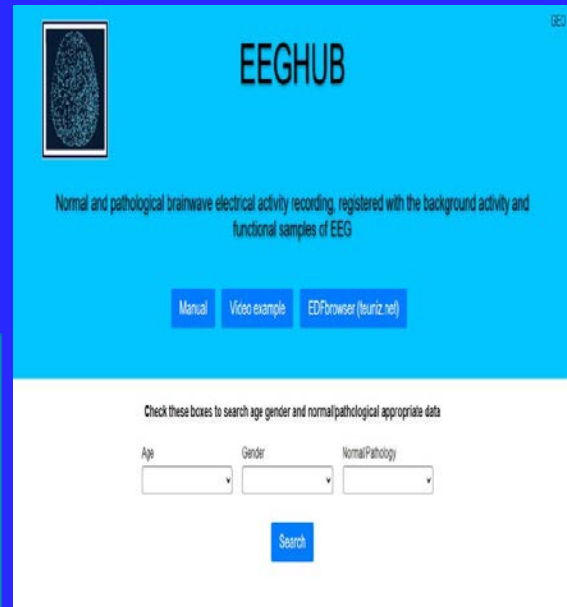 GEO
EEGHUB
Normal and pathological brainwave electrical activity recording, registered with the background activity and
functional samples of EEG
Manual Video example EDFbrowser (teuniz.net)
Check these boxes to search age gender and normal/pathological appropriate data
Age Gender Normal/Pathology
Search